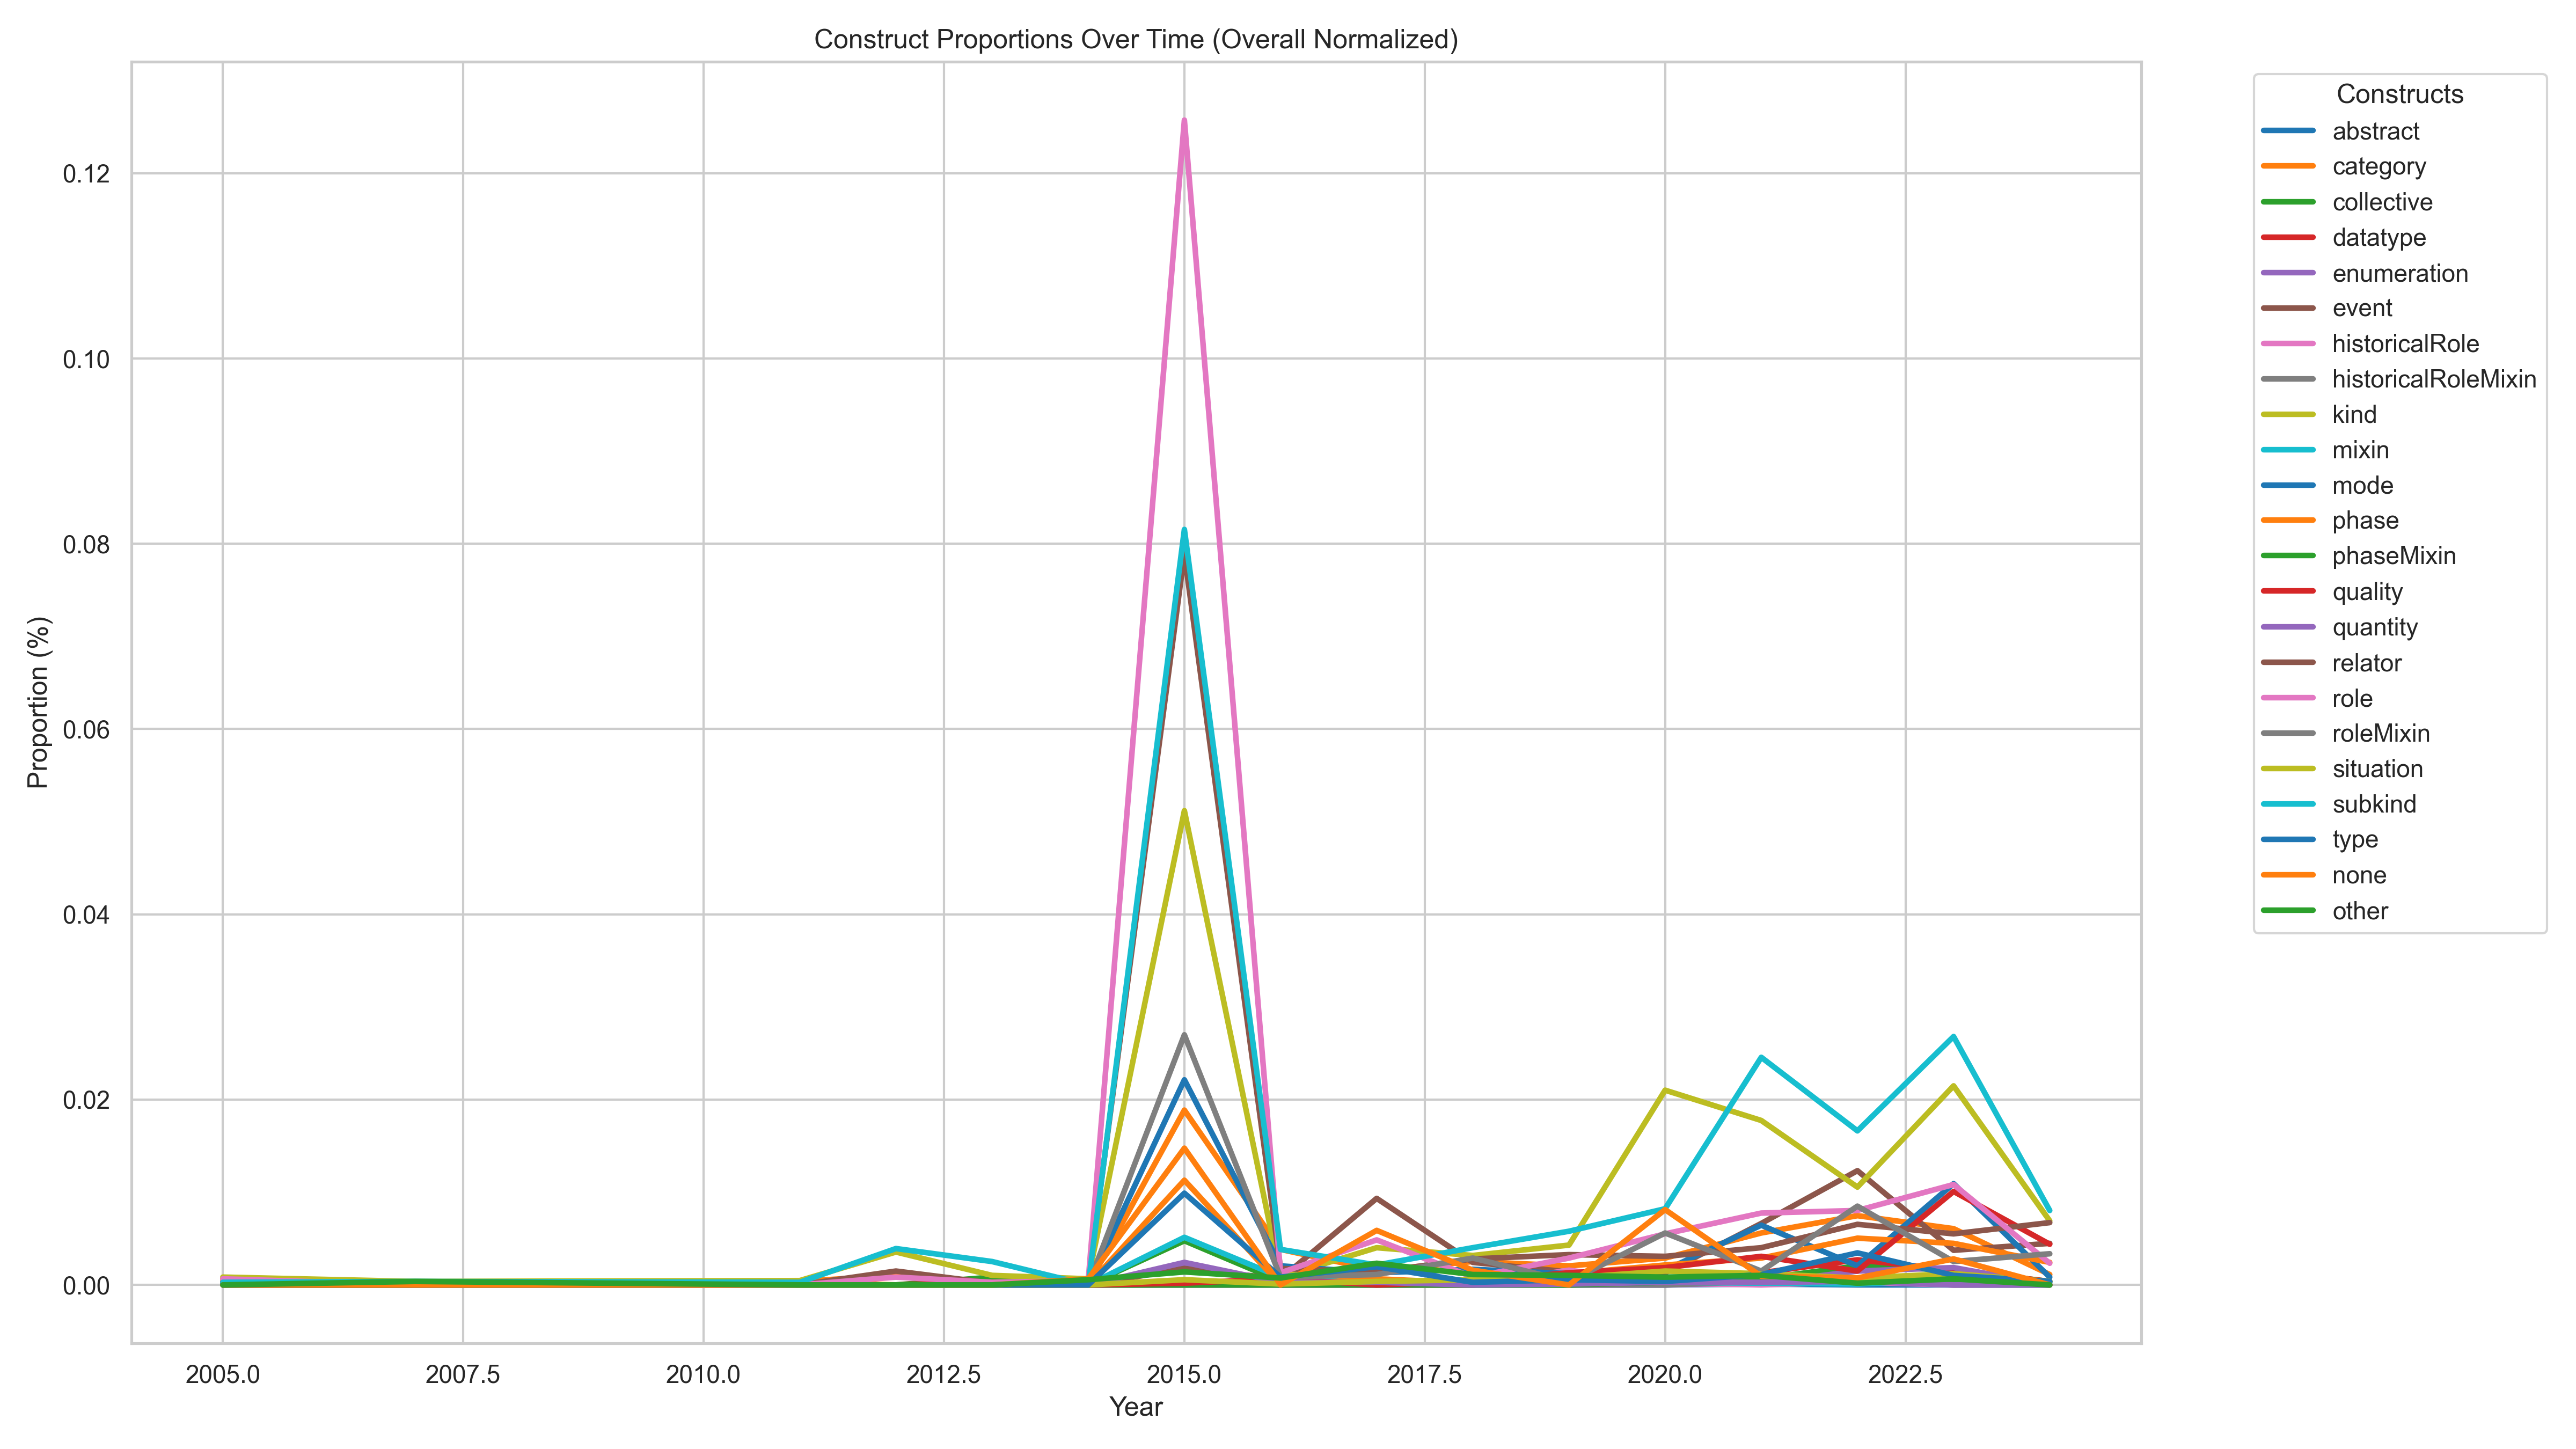 Construct Proportions Over Time (Overall Normalized)
Constructs
abstract
category
collective
datatype
enumeration
event
historicalRole
historicalRoleMixin
kind
mixin
mode
phase
phaseMixin
quality
quantity
relator
role
roleMixin
situation
subkind
type
none
other
Proportion (%)
0.12
0.10
0.08
0.06
0.04
0.02
0.00
2005.0 2007.5 2010.0 2012.5 2015.0 2017.5 2020.0 2022.5
Year